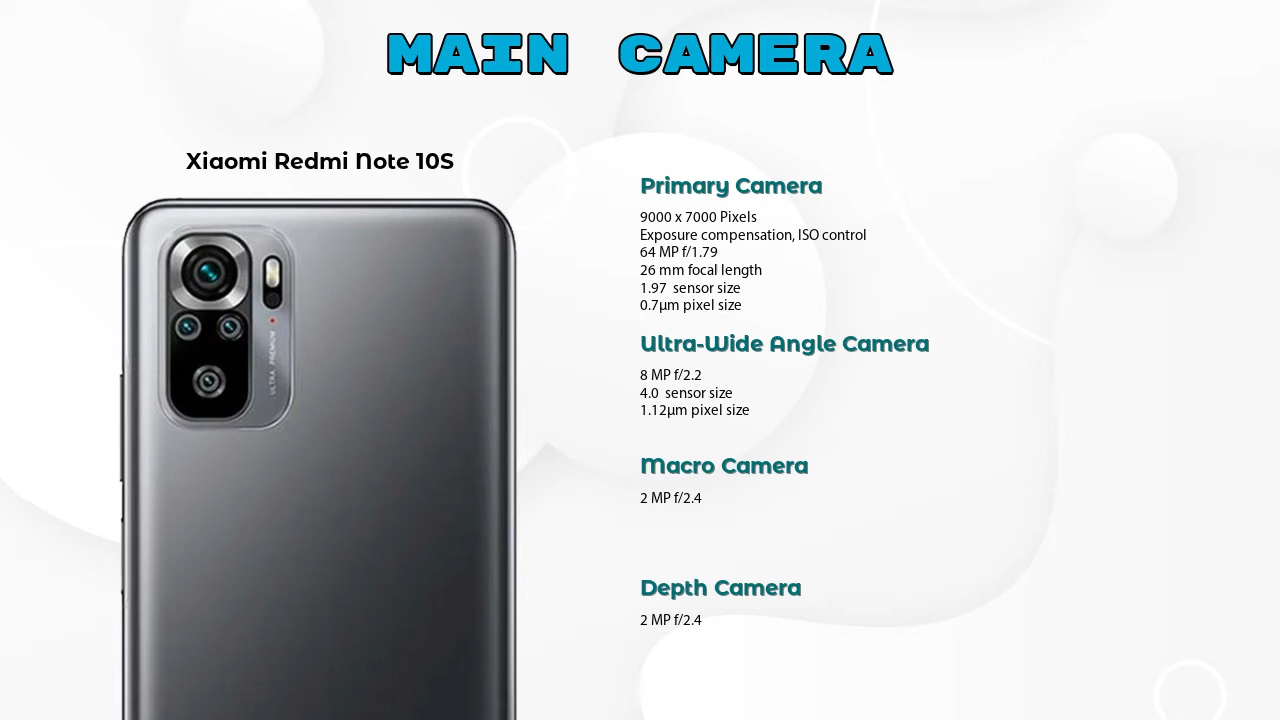 MAIN CAMERA
Xiaomi Redmi Note 10S
Primary Camera
9000 x 7000 Pixels
Exposure compensation, ISO control
64 MP f/1.79
26 mm focal length
1.97  sensor size
0.7µm pixel size
Ultra-Wide Angle Camera
8 MP f/2.2
4.0  sensor size
1.12µm pixel size
Macro Camera
2 MP f/2.4
Depth Camera
2 MP f/2.4
ULTRA PREMIUM